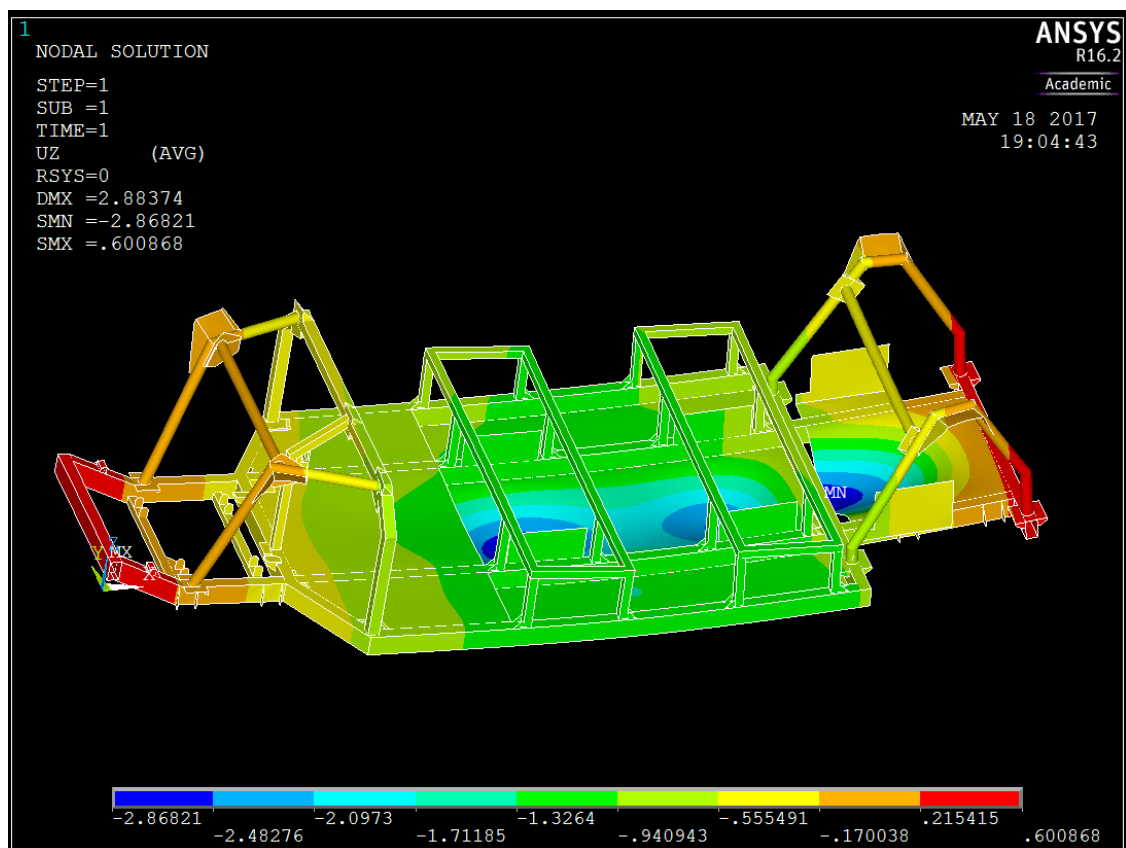 1
NODAL SOLUTION
STEP=1
SUB =1
TIME=1
UZ (AVG)
RSYS=0
DMX =2.88374
SMN =-2.86821
SMX =.600868
ANSYS
R16.2
Academic
MAY 18 2017
19:04:43
MN
Y
MX
Z
X
-2.86821
-2.48276
-2.0973
-1.71185
-1.3264
-.940943
-.555491
-.170038
.215415
.600868